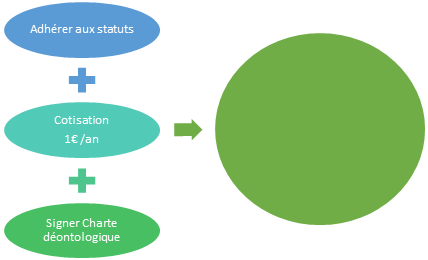 Adhérer aux statuts
Cotisation
1€ /an
Signer Charte
déontologique